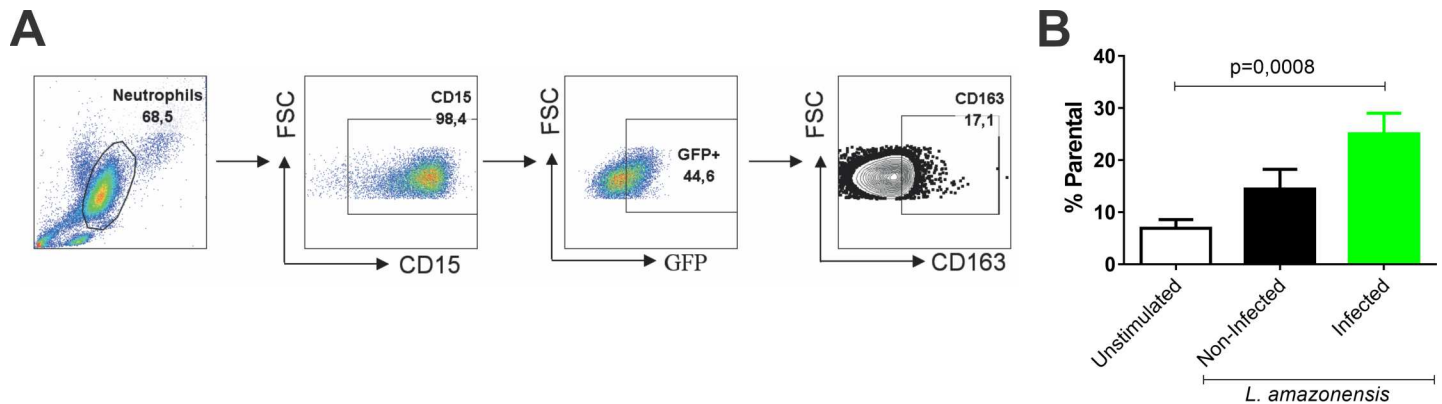 A
Neutrophils
68,5
FSC
CD15
98,4
CD15
FSC
GFP+
44,6
GFP
FSC
CD163
17,1
CD163
B
% Parental
40
30
20
10
0
p=0,0008
Unstimulated
Non-Infected
Infected
L. amazonensis